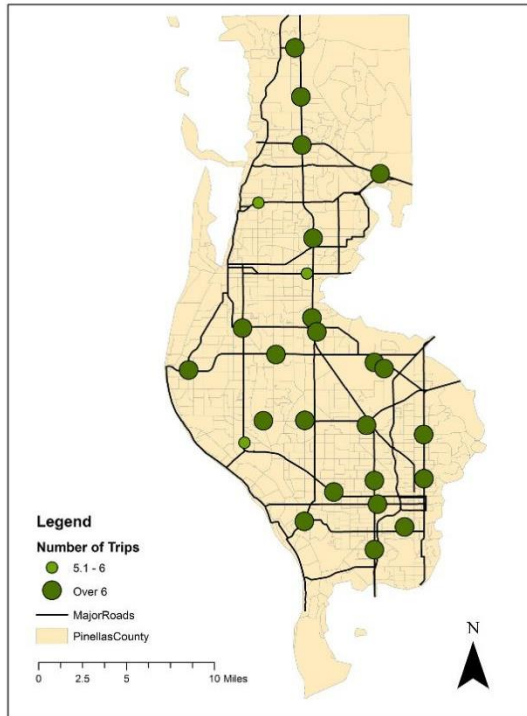 Legend
Number of Trips
5.1 - 6
Over 6
MajorRoads
PinellasCounty
0 2.5 5 10 Miles
N